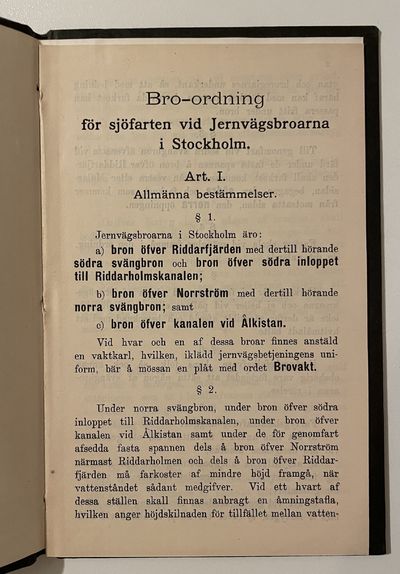 Bro-ordning
för sjöfarten vid Jernvägsbroarna
i Stockholm.
Art. I.
Allmänna bestämmelser.
§ 1.
Jernvägsbroarna i Stockholm äro:
a) bron öfver Riddarfjärden med dertill hörande
södra svängbron och bron öfver södra inloppet
till Riddarholmskanalen;
b) bron öfver Norrström med dertill hörande
norra svängbron; samt
c) bron öfver kanalen vid Älkistan.
Vid hvar och en af dessa broar finnes anstäld
en vaktkarl, hvilken, iklädd jernvägsbetjeningens uni-
form, bär å mössan en plåt med ordet Brovakt.
§ 2.
Under norra svängbron, under bron öfver södra
inloppet till Riddarholmskanalen, under bron öfver
kanalen vid Ålkistan samt under de för genomfart
afsedda fasta spannen dels å bron öfver Norrström
närmast Riddarholmen och dels å bron öfver Riddar-
fjärden må farkoster af mindre höjd framgå, när
vattenståndet sådant medgifver. Vid ett hvart af
dessa ställen skall finnas anbragt en åmningstafla,
hvilken anger höjdskilnaden för tillfället mellan vatten-